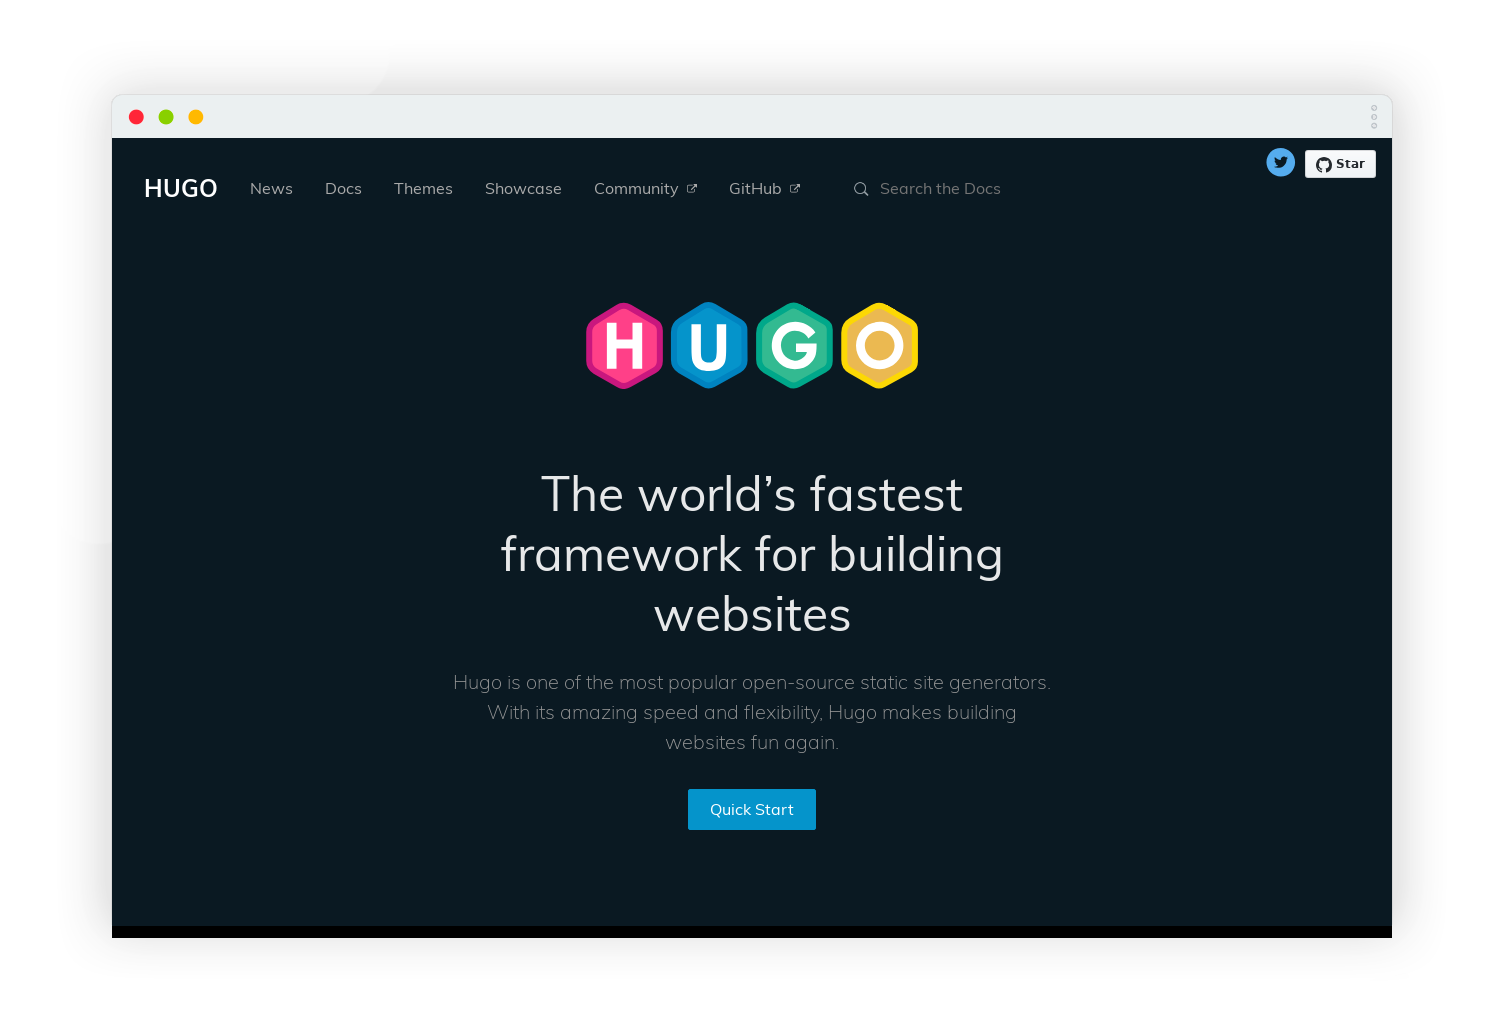 Star
HUGO News Docs Themes Showcase Community GitHub Search the Docs
HUGO
The world’s fastest
framework for building
websites
Hugo is one of the most popular open-source static site generators.
With its amazing speed and flexibility, Hugo makes building
websites fun again.
Quick Start